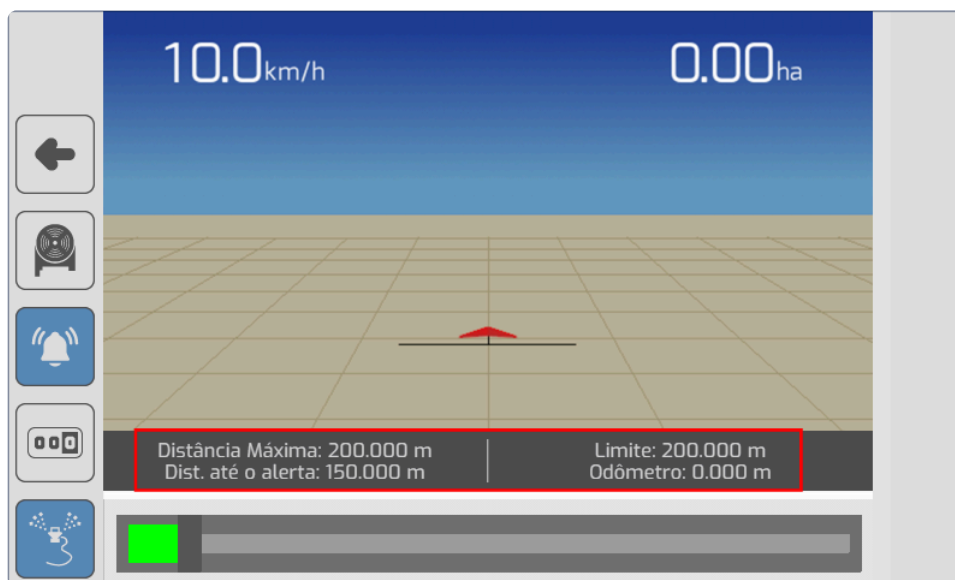 10.0km/h
0.00ha
000
Distância Máxima: 200.000 m
Dist. até o alerta: 150.000 m
Limite: 200.000 m
Odômetro: 0.000 m